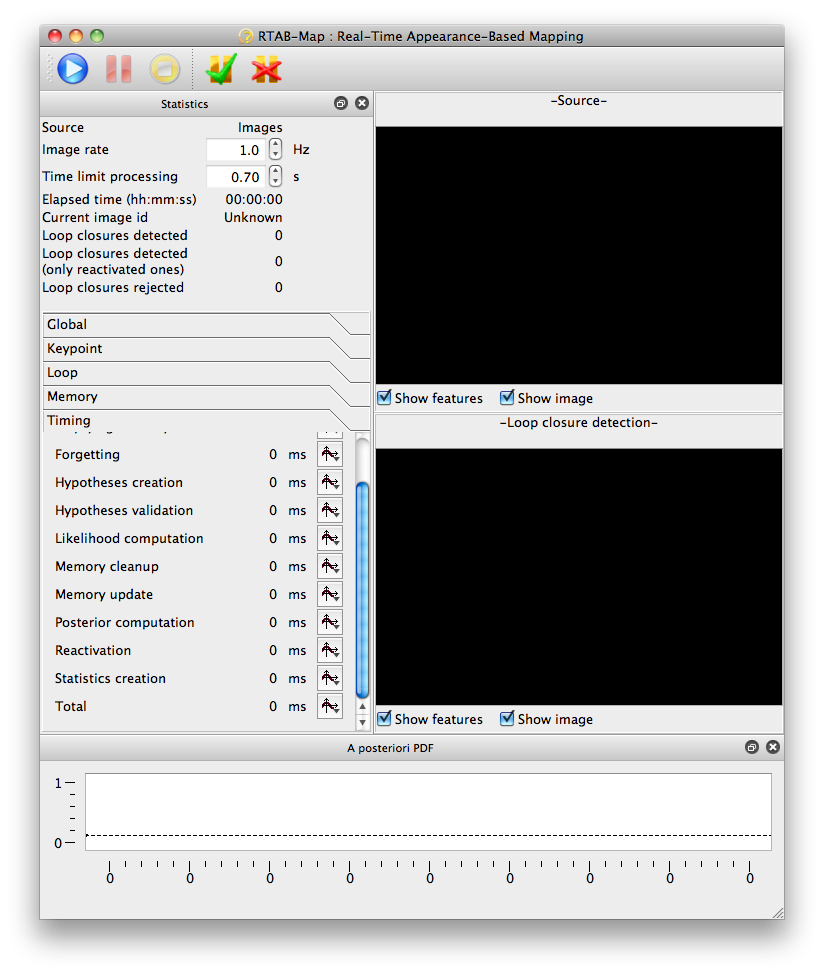 RTAB-Map : Real-Time Appearance-Based Mapping
Statistics
Source Images
Image rate 1.0 Hz
Time limit processing 0.70 s
Elapsed time (hh:mm:ss) 00:00:00
Current image id Unknown
Loop closures detected 0
Loop closures detected
(only reactivated ones) 0
Loop closures rejected 0
Global
Keypoint
Loop
Memory
Timing
Forgetting 0 ms
Hypotheses creation 0 ms
Hypotheses validation 0 ms
Likelihood computation 0 ms
Memory cleanup 0 ms
Memory update 0 ms
Posterior computation 0 ms
Reactivation 0 ms
Statistics creation 0 ms
Total 0 ms
-Source-
Show features Show image
-Loop closure detection-
Show features Show image
A posteriori PDF
1
0
0 0 0 0 0 0 0 0 0